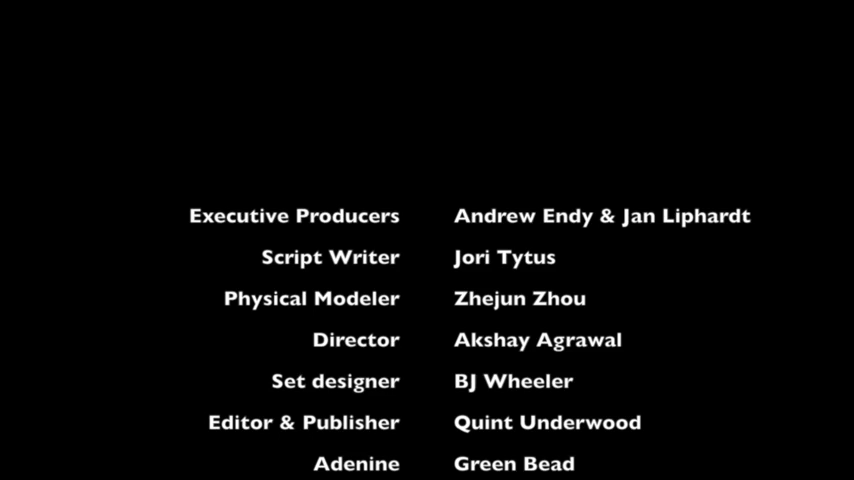 Executive Producers Andrew Endy & Jan Liphardt
Script Writer Jori Tytus
Physical Modeler Zhejun Zhou
Director Akshay Agrawal
Set designer BJ Wheeler
Editor & Publisher Quint Underwood
Adenine Green Bead